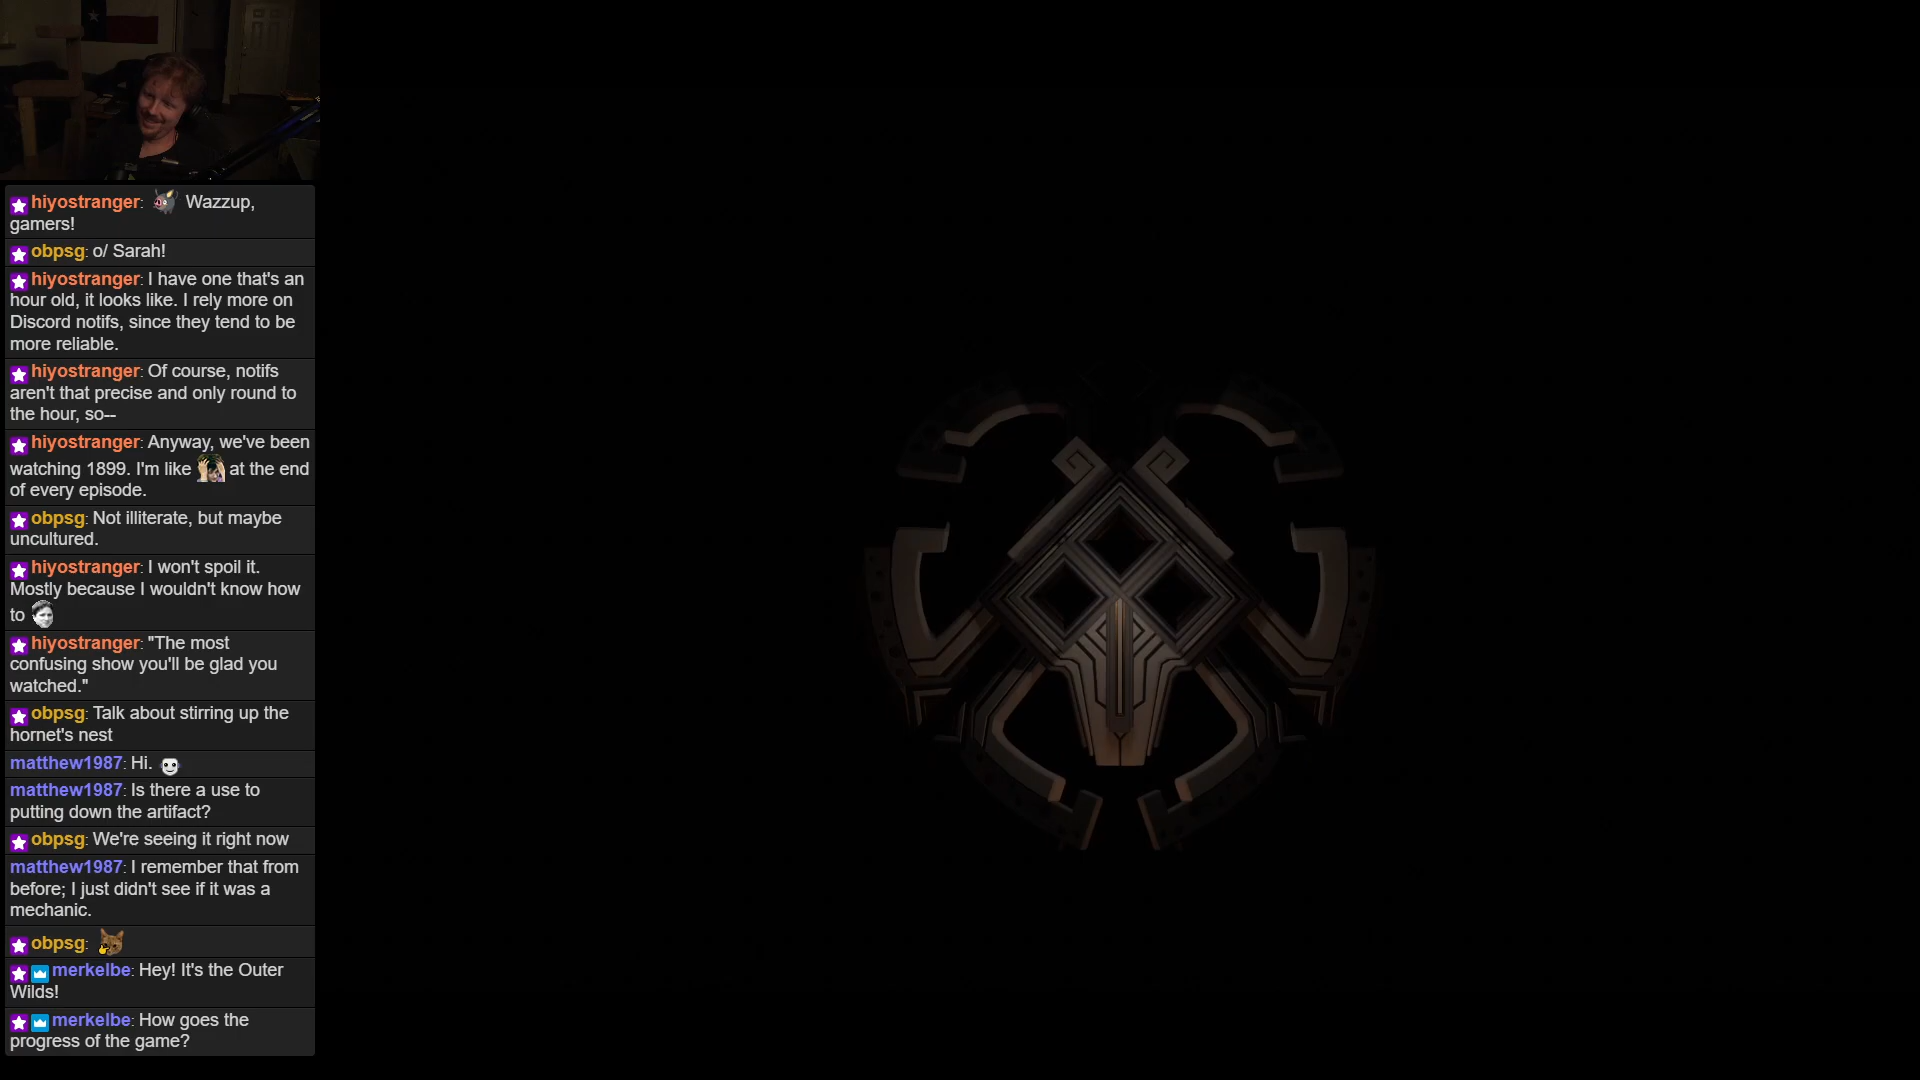 hiyostranger: Wazzup,
gamers!
obpsg: o/ Sarah!
hiyostranger: I have one that's an
hour old, it looks like. I rely more on
Discord notifs, since they tend to be
more reliable.
hiyostranger: Of course, notifs
aren't that precise and only round to
the hour, so--
hiyostranger: Anyway, we've been
watching 1899. I'm like at the end
of every episode.
obpsg: Not illiterate, but maybe
uncultured.
hiyostranger: I won't spoil it.
Mostly because I wouldn't know how
to
hiyostranger: "The most
confusing show you'll be glad you
watched."
obpsg: Talk about stirring up the
hornet's nest
matthew1987: Hi.
matthew1987: Is there a use to
putting down the artifact?
obpsg: We're seeing it right now
matthew1987: I remember that from
before; I just didn't see if it was a
mechanic.
obpsg:
merkelbe: Hey! It's the Outer
Wilds!
merkelbe: How goes the
progress of the game?